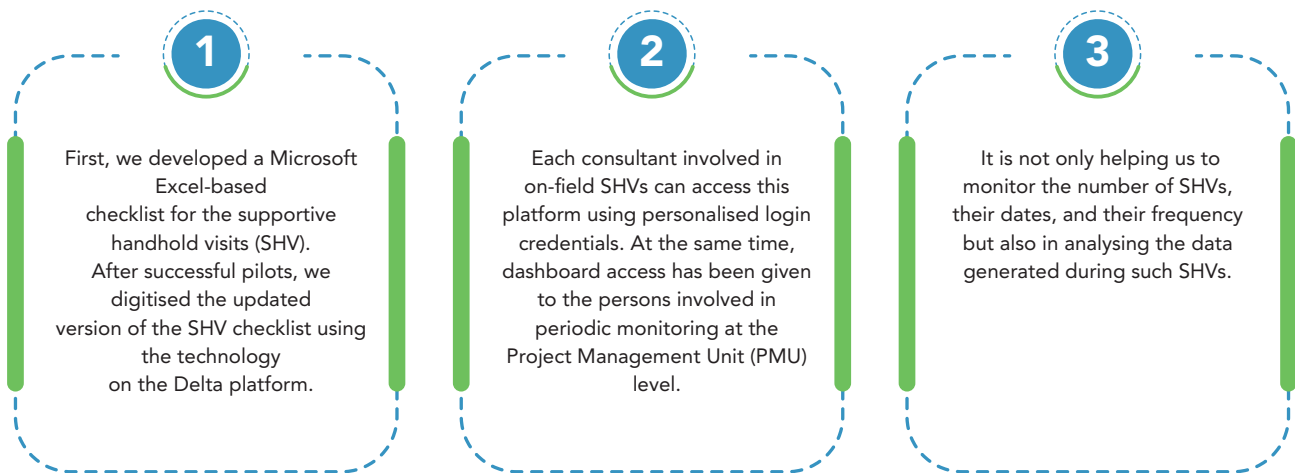 1
First, we developed a Microsoft
Excel-based
checklist for the supportive
handhold visits (SHV).
After successful pilots, we
digitised the updated
version of the SHV checklist using
the technology
on the Delta platform.
2
Each consultant involved in
on-field SHVs can access this
platform using personalised login
credentials. At the same time,
dashboard access has been given
to the persons involved in
periodic monitoring at the
Project Management Unit (PMU)
level.
3
It is not only helping us to
monitor the number of SHVs,
their dates, and their frequency
but also in analysing the data
generated during such SHVs.